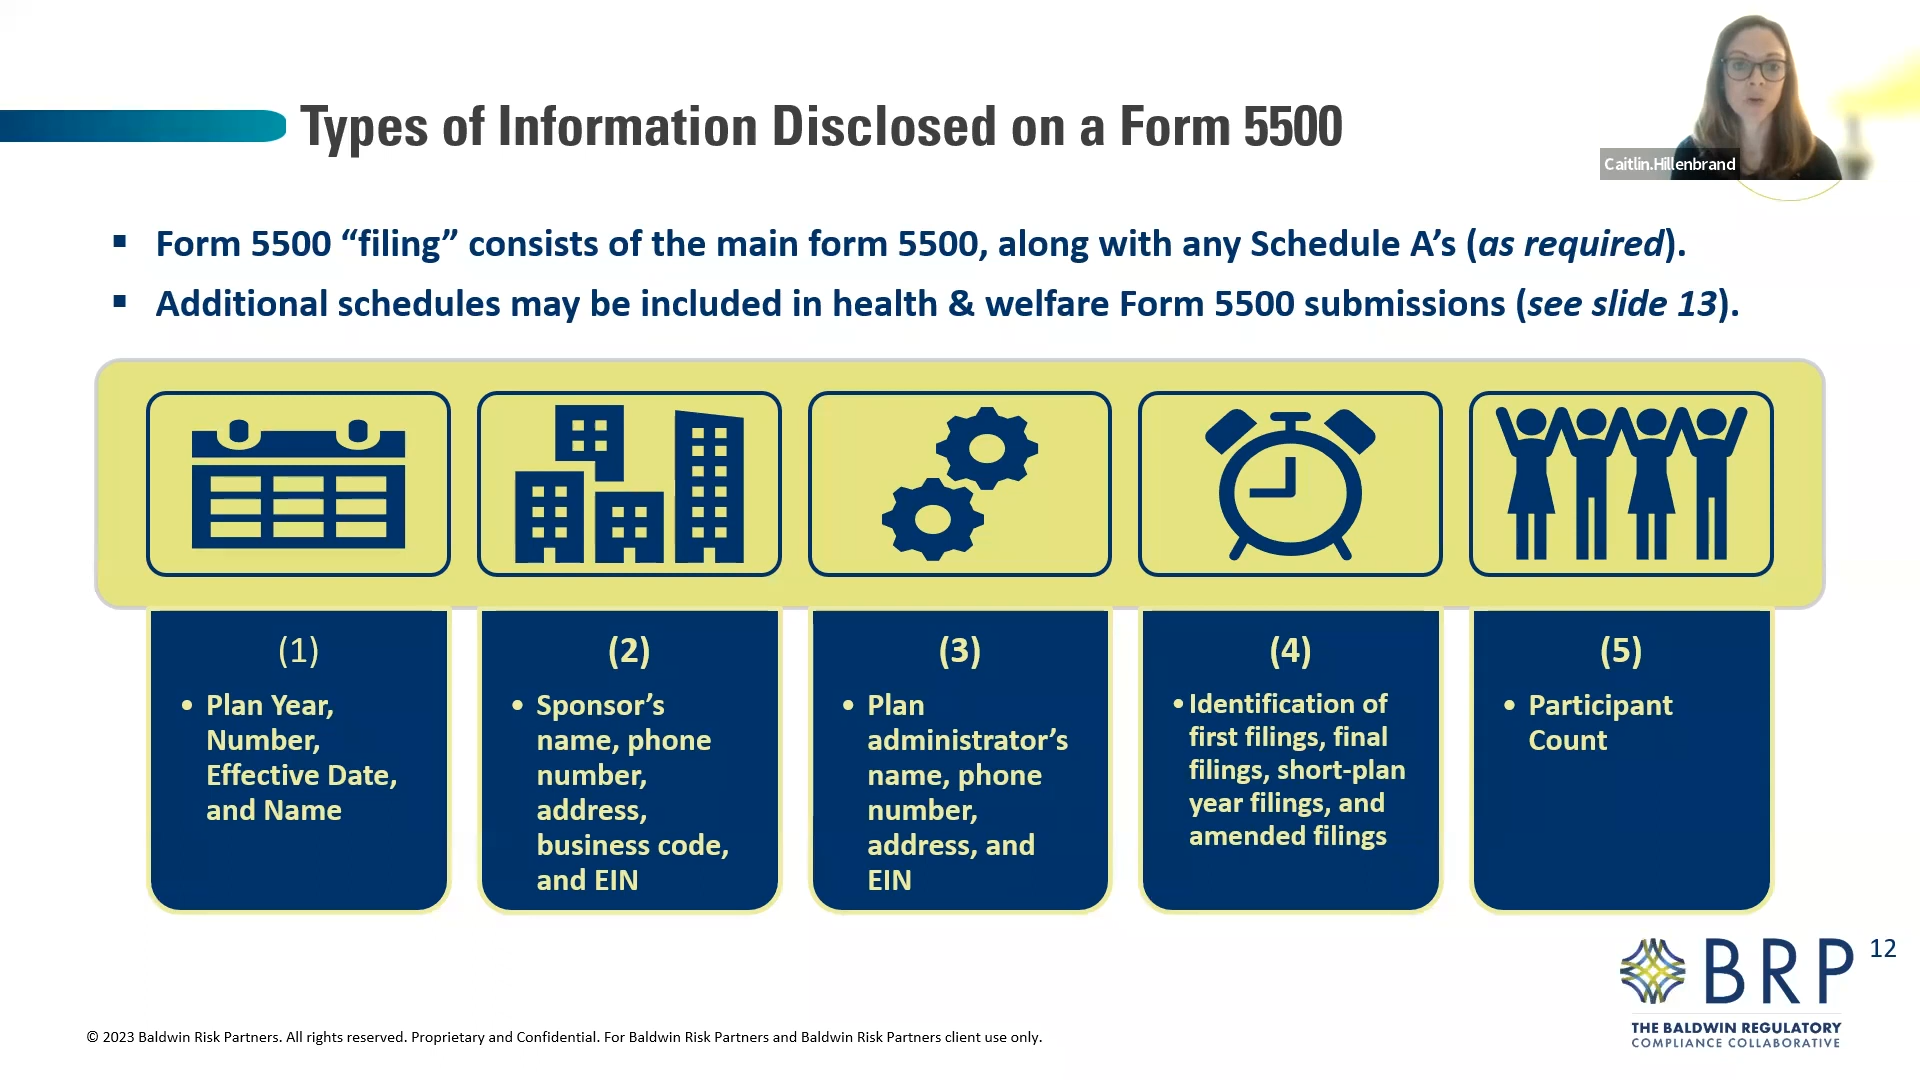 Types of Information Disclosed on a Form 5500
Caitlin.Hillenbrand
▪ Form 5500 “filing” consists of the main form 5500, along with any Schedule A’s (as required).
▪ Additional schedules may be included in health & welfare Form 5500 submissions (see slide 13).
(1)
• Plan Year,
Number,
Effective Date,
and Name
(2)
• Sponsor’s
name, phone
number,
address,
business code,
and EIN
(3)
• Plan
administrator’s
name, phone
number,
address, and
EIN
(4)
• Identification of
first filings, final
filings, short-plan
year filings, and
amended filings
(5)
• Participant
Count
BRP
12
THE BALDWIN REGULATORY
COMPLIANCE COLLABORATIVE
© 2023 Baldwin Risk Partners. All rights reserved. Proprietary and Confidential. For Baldwin Risk Partners and Baldwin Risk Partners client use only.